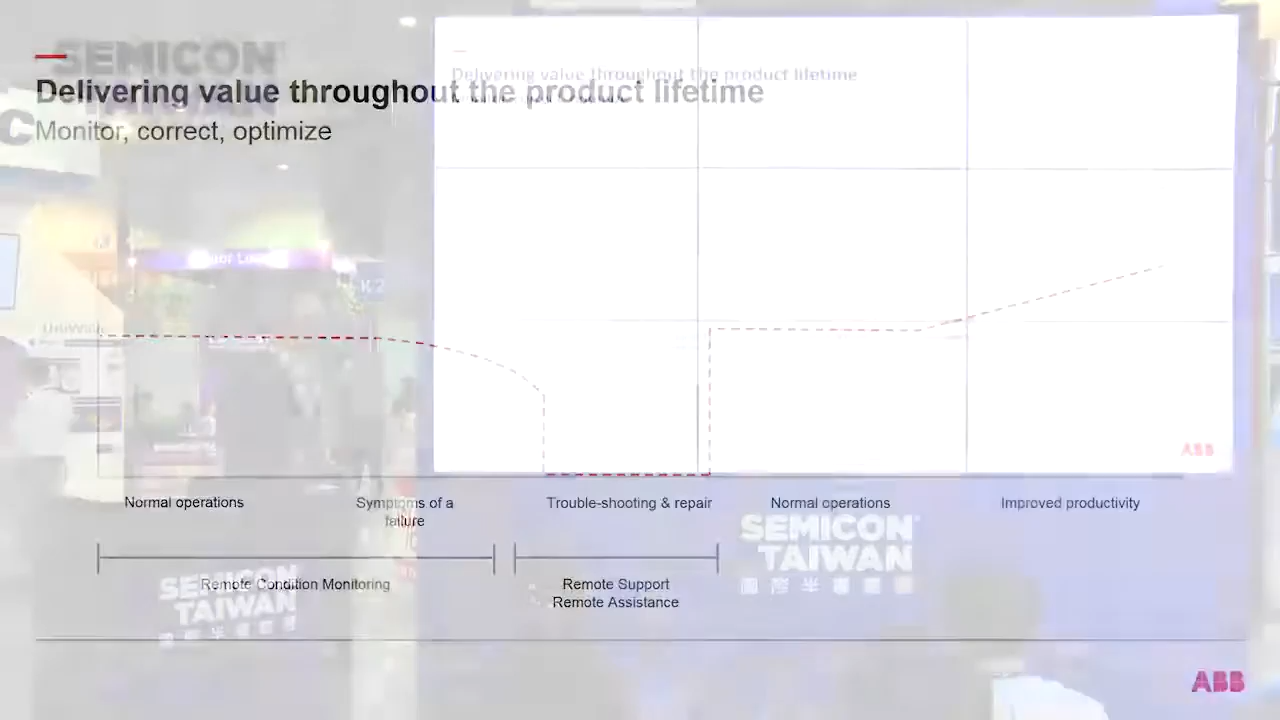 SEMICON
TAIWAN
Delivering value throughout the product lifetime
Monitor, correct, optimize
Delivering value throughout the product lifetime
K2
ABB
Normal operations
Symptoms of a
failure
Trouble-shooting & repair
Normal operations
Improved productivity
SEMICON
TAIWAN
Remote Condition Monitoring
Remote Support
Remote Assistance
SEMICON
TAIWAN
ABB